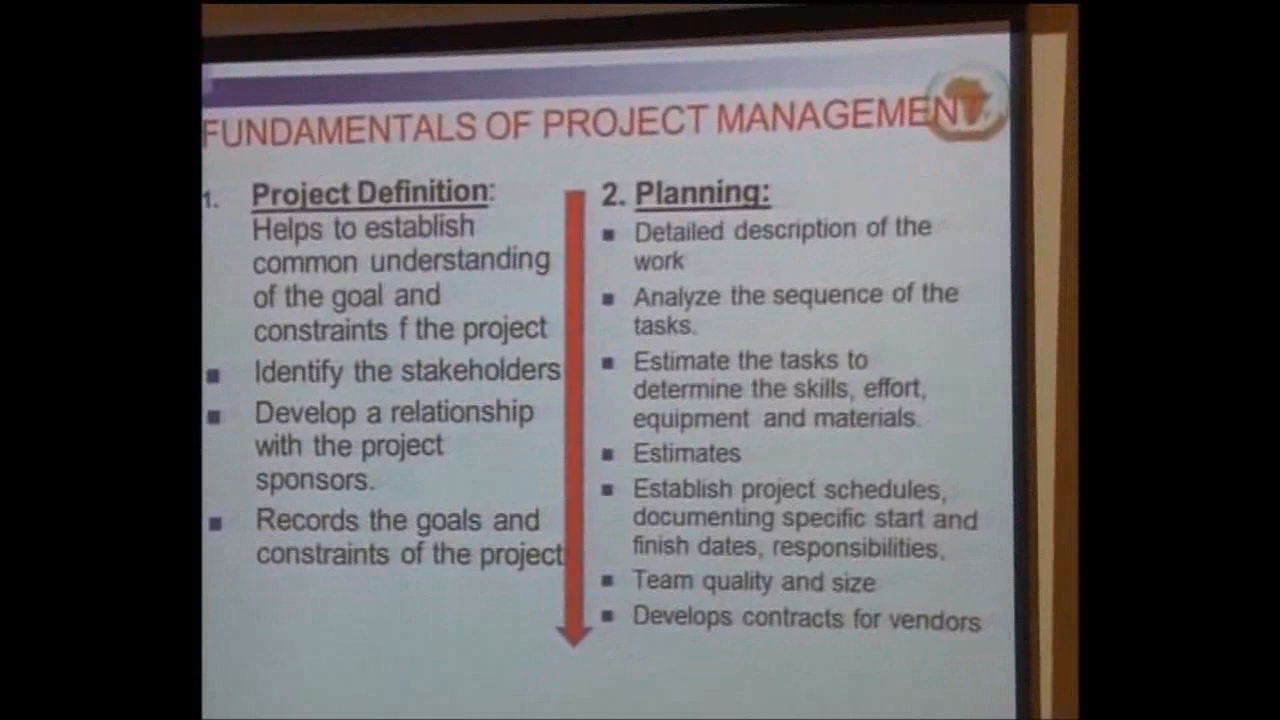 FUNDAMENTALS OF PROJECT MANAGEMENT
1. Project Definition:
Helps to establish
common understanding
of the goal and
constraints f the project
■ Identify the stakeholders
■ Develop a relationship
with the project
sponsors.
■ Records the goals and
constraints of the project
2. Planning:
■ Detailed description of the
work
■ Analyze the sequence of the
tasks.
■ Estimate the tasks to
determine the skills, effort,
equipment and materials.
■ Estimates
■ Establish project schedules,
documenting specific start and
finish dates, responsibilities,
■ Team quality and size
■ Develops contracts for vendors